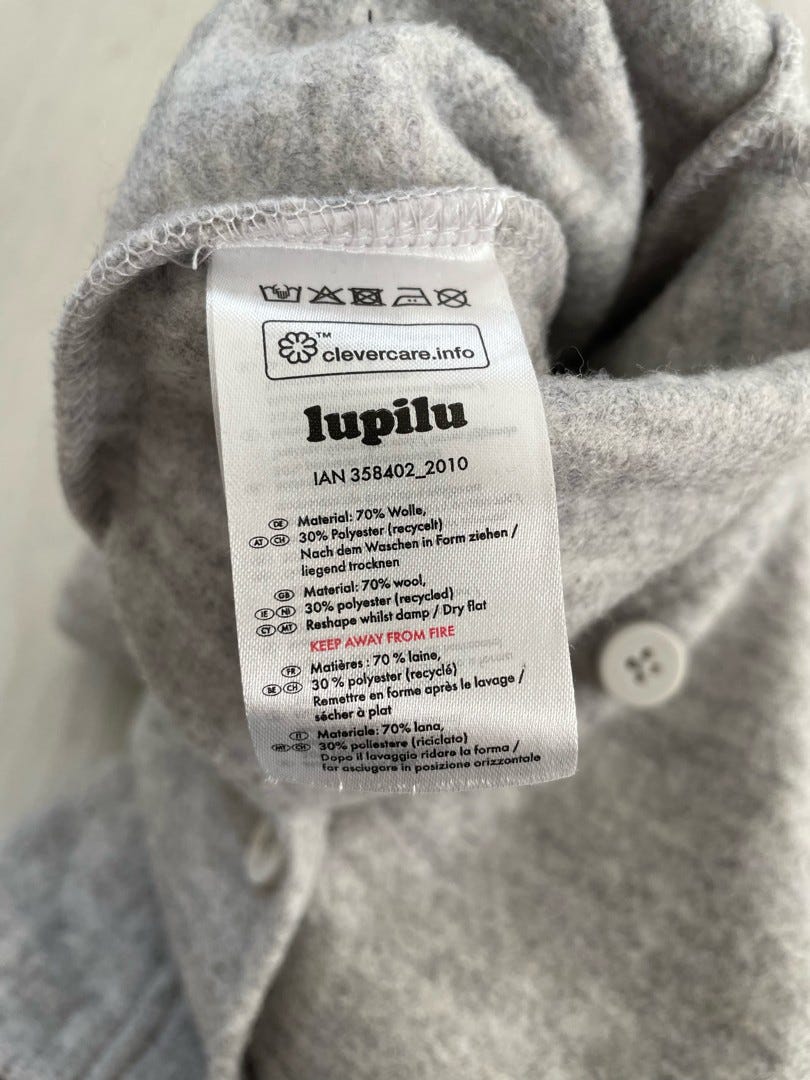 ™
clevercare.info
lupilu
IAN 358402_2010
DE Material: 70% Wolle,
AT CH 30% Polyester (recycelt)
Nach dem Waschen in Form ziehen /
liegend trocknen
GB Material: 70% wool,
IE NI 30% polyester (recycled)
CY MT Reshape whilst damp / Dry flat
KEEP AWAY FROM FIRE
FR Matières : 70 % laine,
BE CH 30 % polyester (recyclé)
Remettre en forme après le lavage /
sécher à plat
IT Materiale: 70% lana,
MT CH 30% poliestere (riciclato)
Dopo il lavaggio ridare la forma /
far asciugare in posizione orizzontale